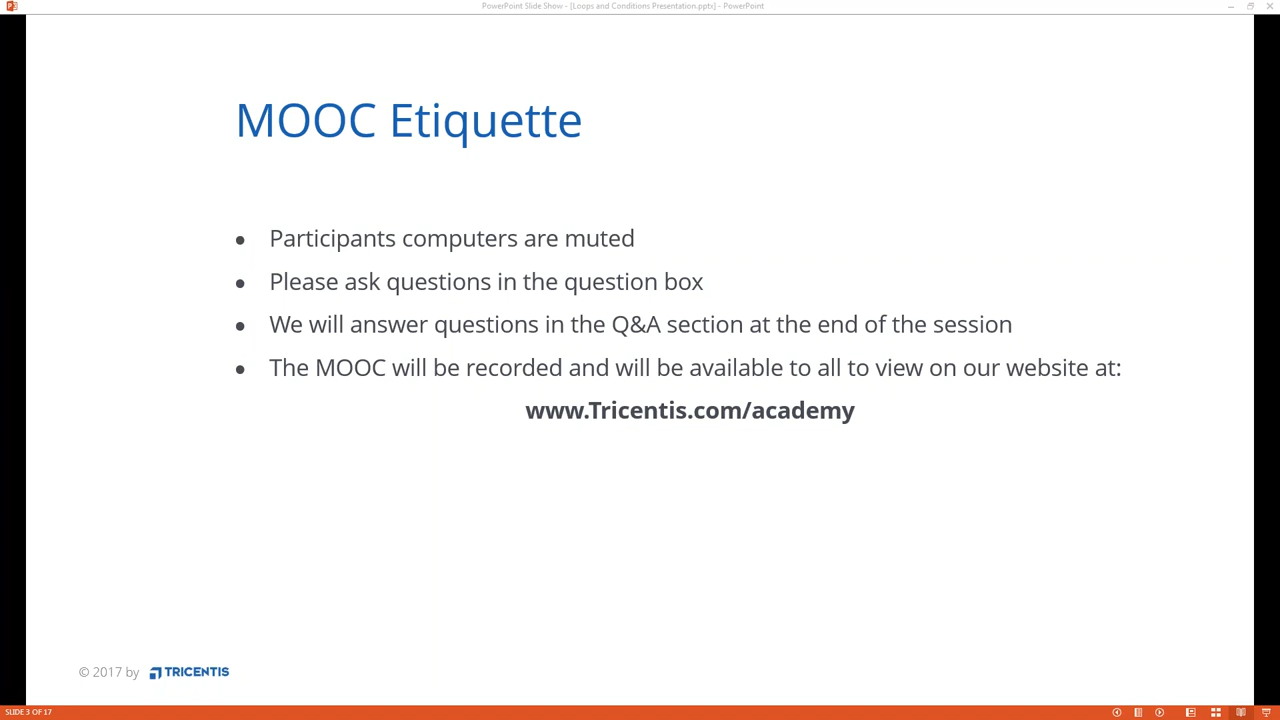 PowerPoint Slide Show - [Loops and Conditions Presentation.pptx] - PowerPoint
MOOC Etiquette
• Participants computers are muted
• Please ask questions in the question box
• We will answer questions in the Q&A section at the end of the session
• The MOOC will be recorded and will be available to all to view on our website at:
www.Tricentis.com/academy
© 2017 by TRICENTIS
SLIDE 3 OF 17